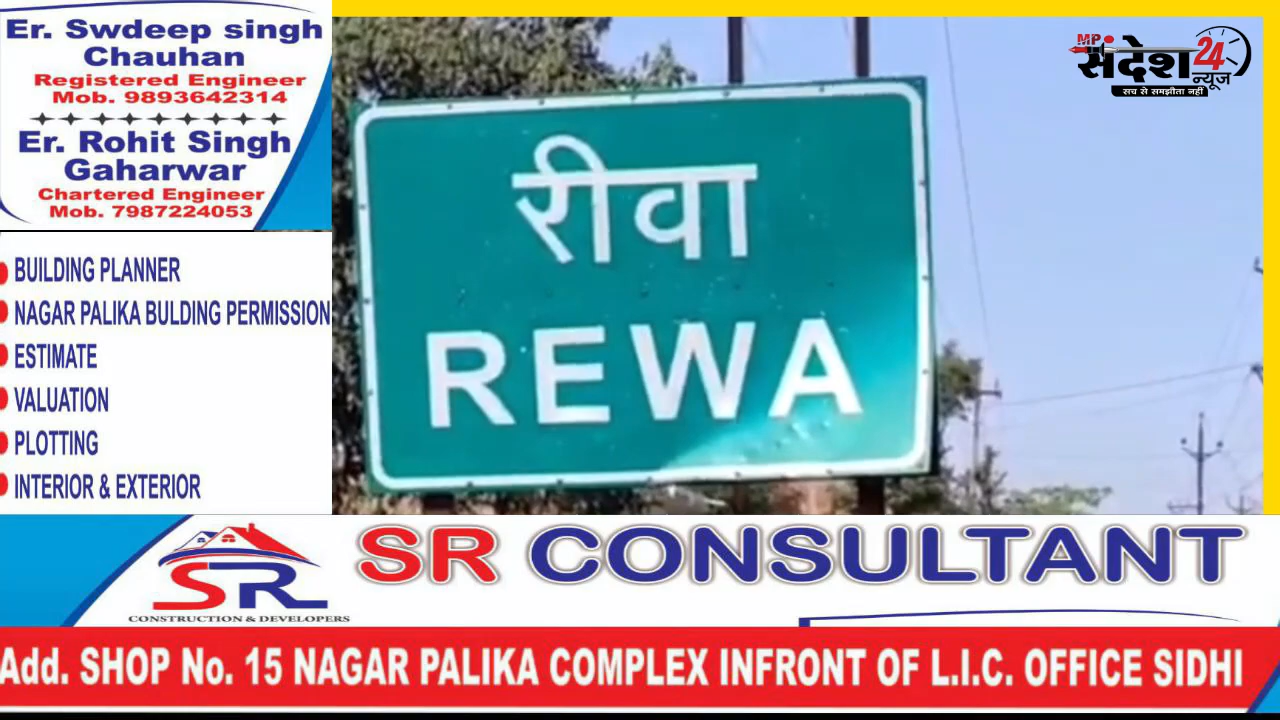 Er. Swdeep singh
Chauhan
Registered Engineer
Mob. 9893642314
Er. Rohit Singh
Gaharwar
Chartered Engineer
Mob. 7987224053
BUILDING PLANNER
NAGAR PALIKA BULDING PERMISSION
ESTIMATE
VALUATION
PLOTTING
INTERIOR & EXTERIOR
रीवा
REWA
MP
संदेश 24
न्यूज
सच से समझौता नहीं
SR
CONSTRUCTION & DEVELOPERS
SR CONSULTANT
Add. SHOP No. 15 NAGAR PALIKA COMPLEX INFRONT OF L.I.C. OFFICE SIDHI